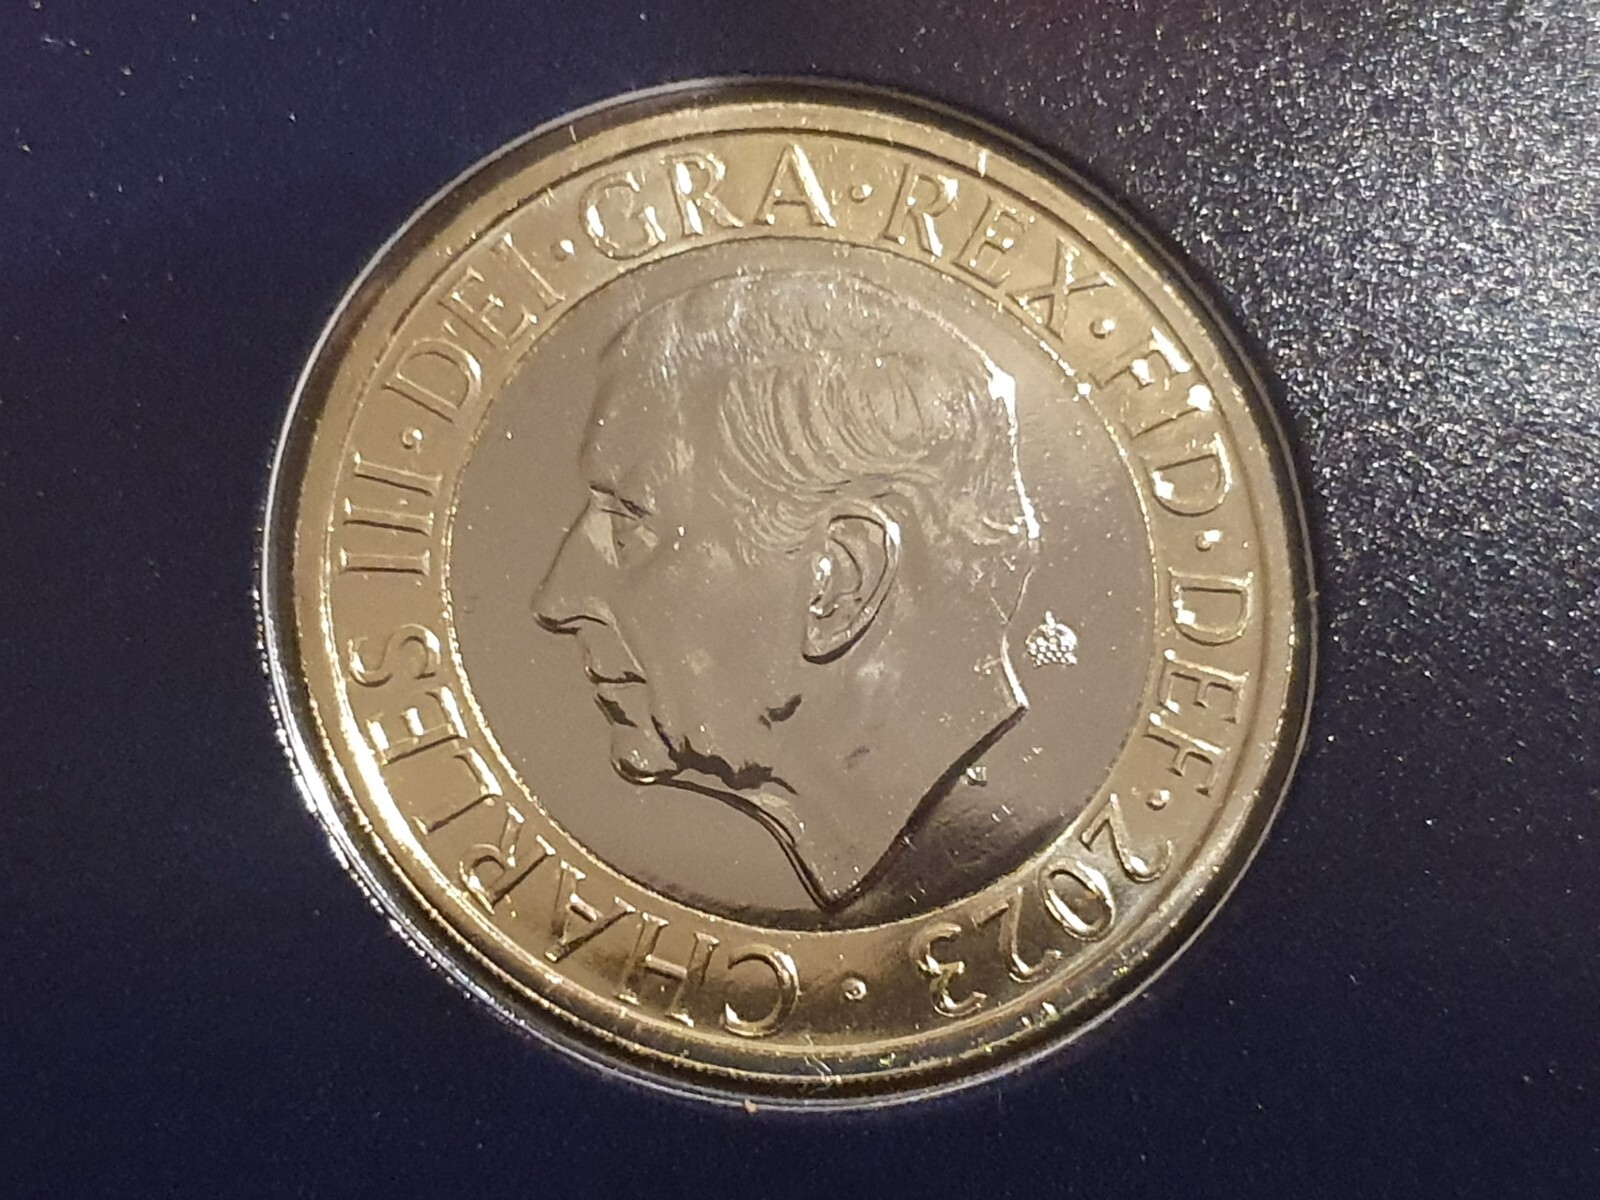 CHARLES III · DEI · GRA · REX · FID · DEF · 2023 ·